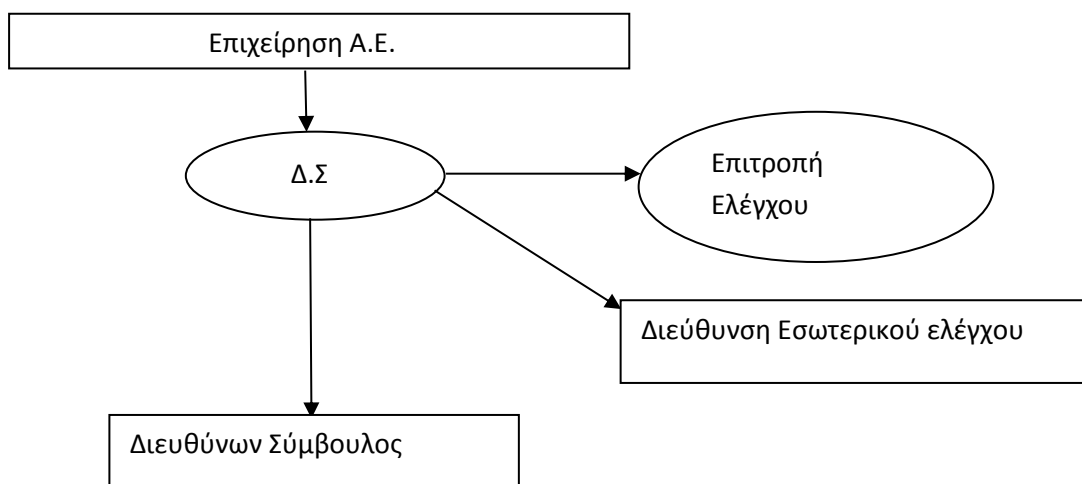 Επιχείρηση Α.Ε.
Δ.Σ
Επιτροπή
Ελέγχου
Διεύθυνση Εσωτερικού ελέγχου
Διευθύνων Σύμβουλος